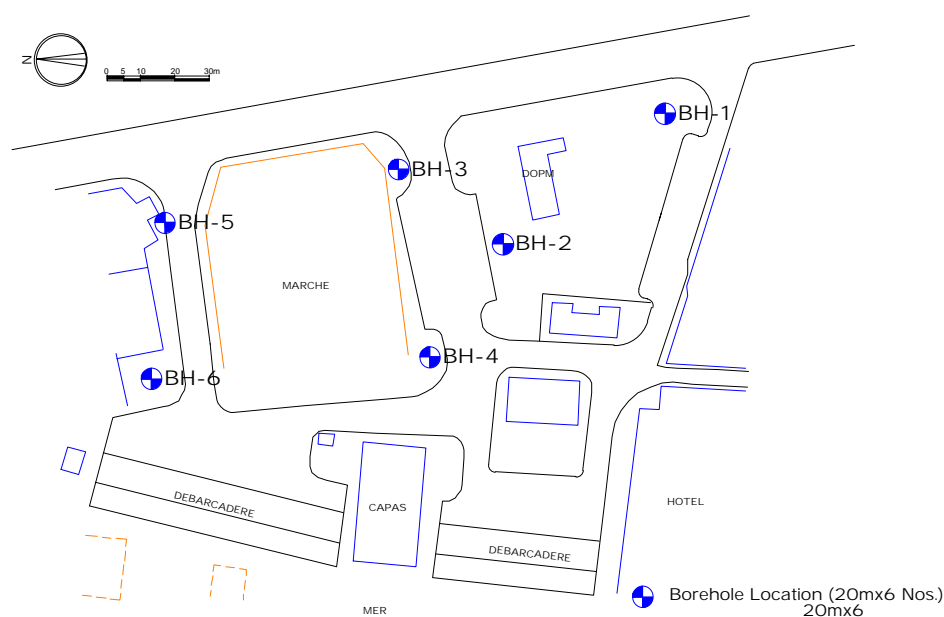 N
0 5 10 20 30m
BH-1
BH-3
DOPM
BH-5
BH-2
MARCHE
BH-4
BH-6
DEBARCADERE
CAPAS
HOTEL
DEBARCADERE
MER
Borehole Location (20mx6 Nos.)
20mx6